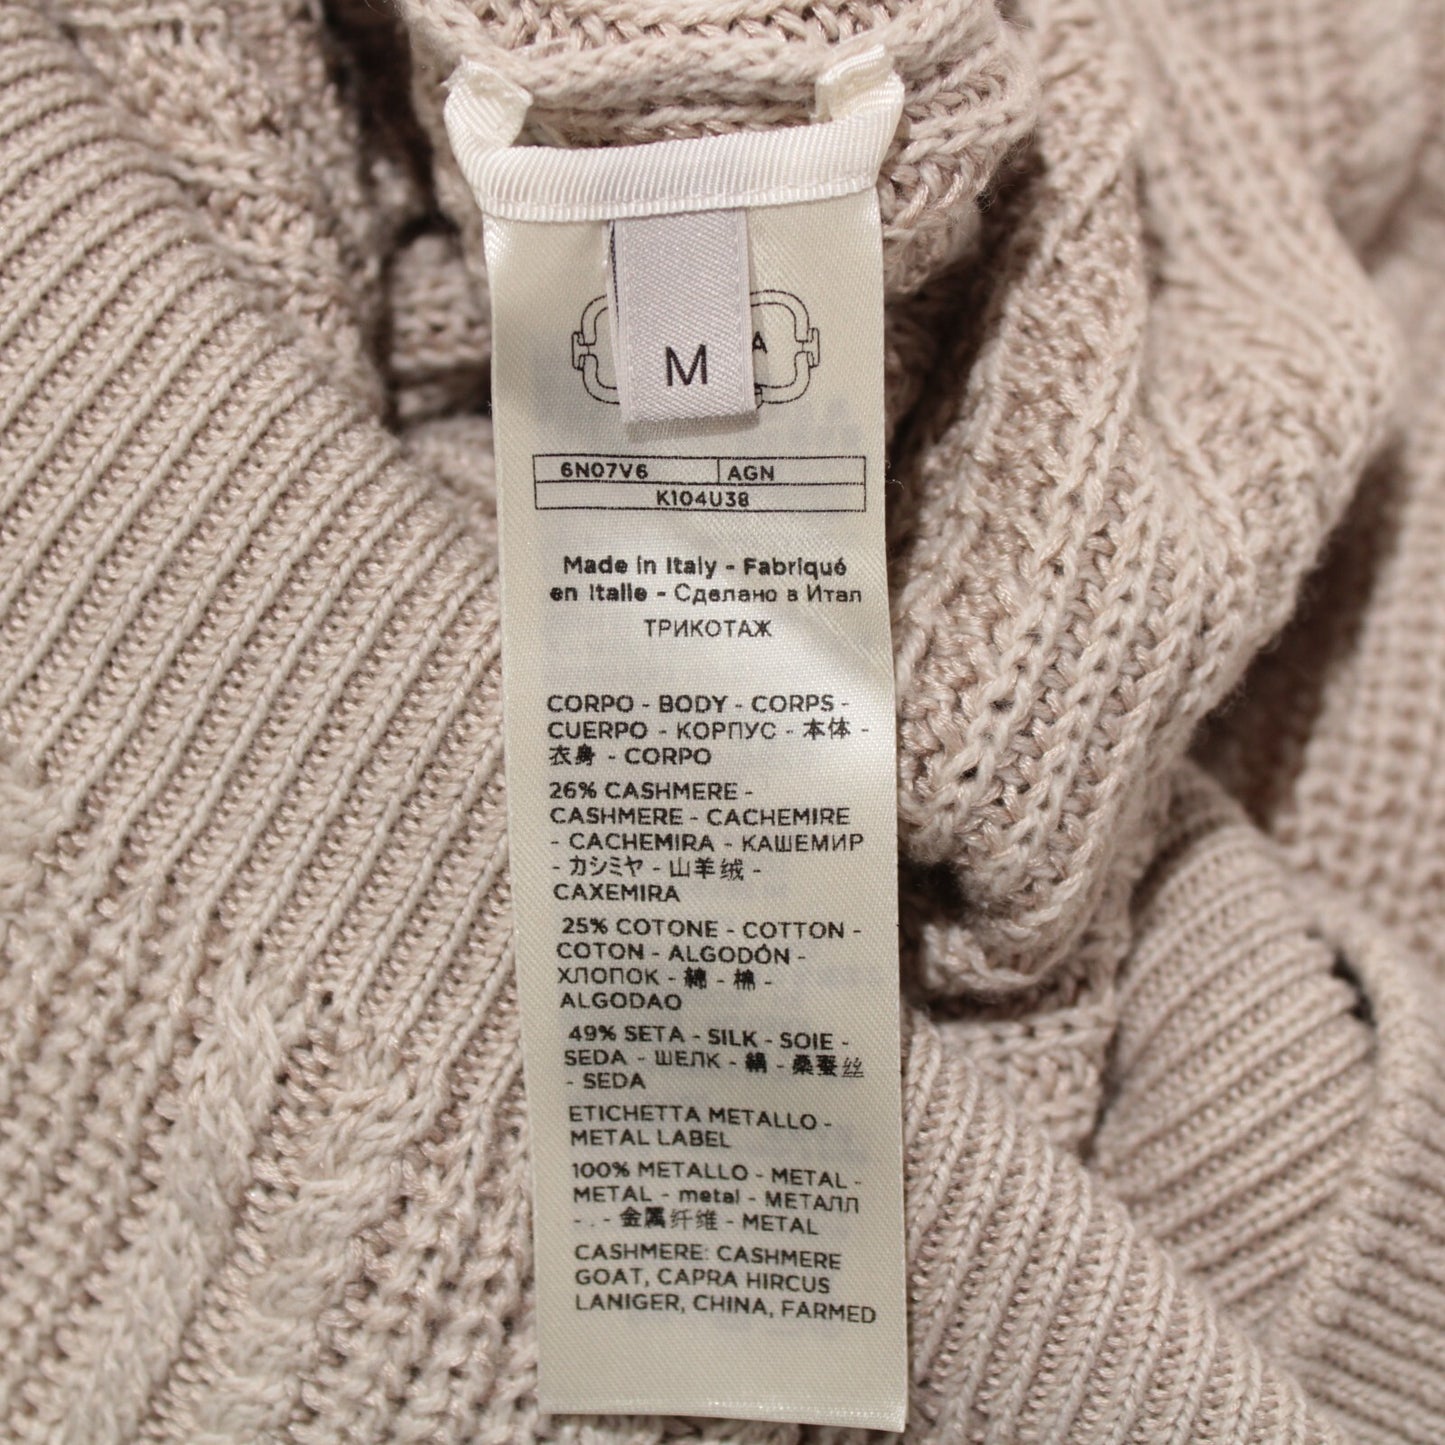 M
A
6N07V6 AGN
K104U38
Made in Italy - Fabriqué
en Italie - Сделано в Итал
ТРИКОТАЖ
CORPO - BODY - CORPS -
CUERPO - КОРПУС - 本体 -
衣身 - CORPO
26% CASHMERE -
CASHMERE - CACHEMIRE
- CACHEMIRA - КАШЕМИР
- カシミヤ - 山羊绒 -
CAXEMIRA
25% COTONE - COTTON -
COTON - ALGODÓN -
ХЛОПОК - 綿 - 棉 -
ALGODAO
49% SETA - SILK - SOIE -
SEDA - ШЕЛК - 絹 - 桑蚕丝
- SEDA
ETICHETTA METALLO -
METAL LABEL
100% METALLO - METAL -
METAL - metal - МЕТАЛЛ
- . - 金属纤维 - METAL
CASHMERE: CASHMERE
GOAT, CAPRA HIRCUS
LANIGER, CHINA, FARMED